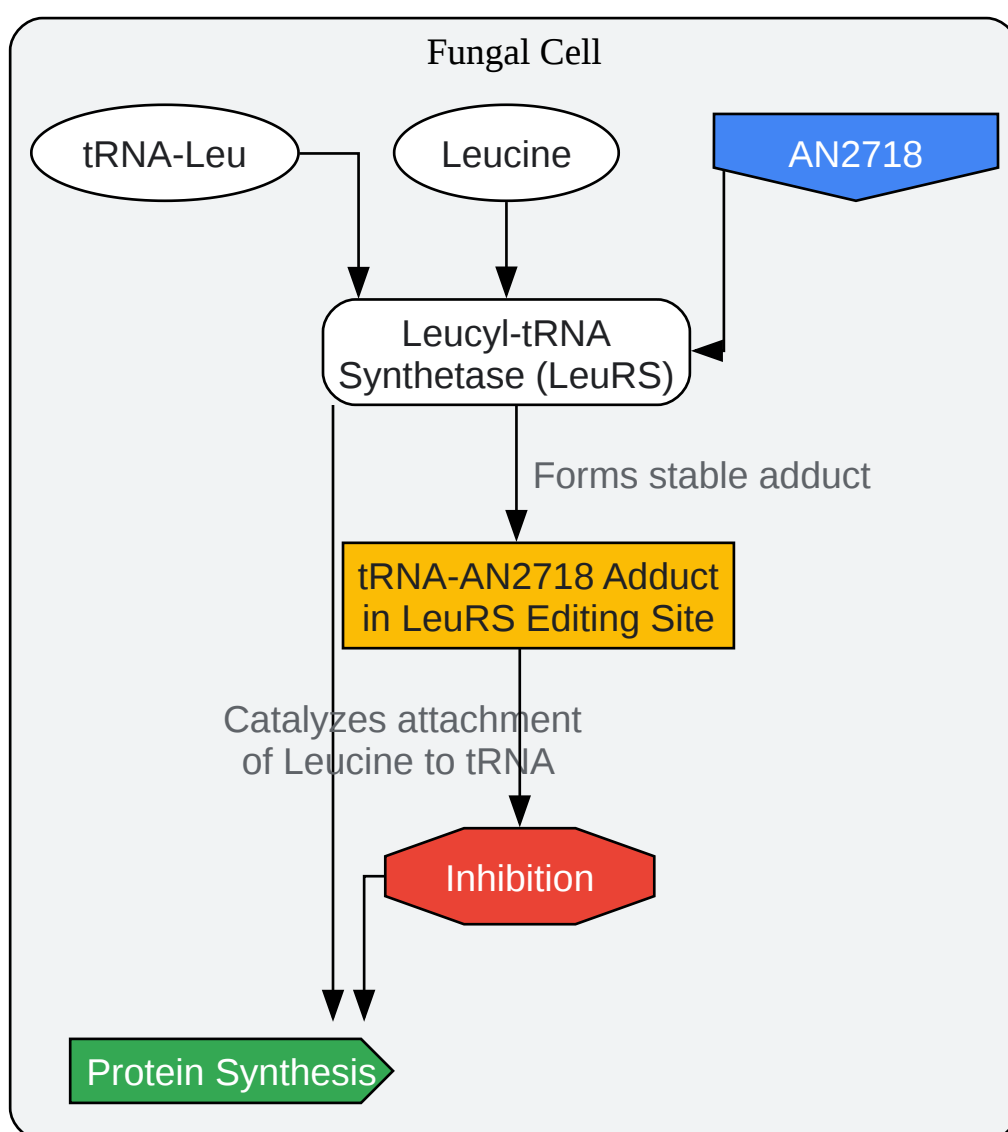 Fungal Cell
tRNA-Leu
Leucine
AN2718
Leucyl-tRNA
Synthetase (LeuRS)
Forms stable adduct
tRNA-AN2718 Adduct
in LeuRS Editing Site
Catalyzes attachment
of Leucine to tRNA
Inhibition
Protein Synthesis